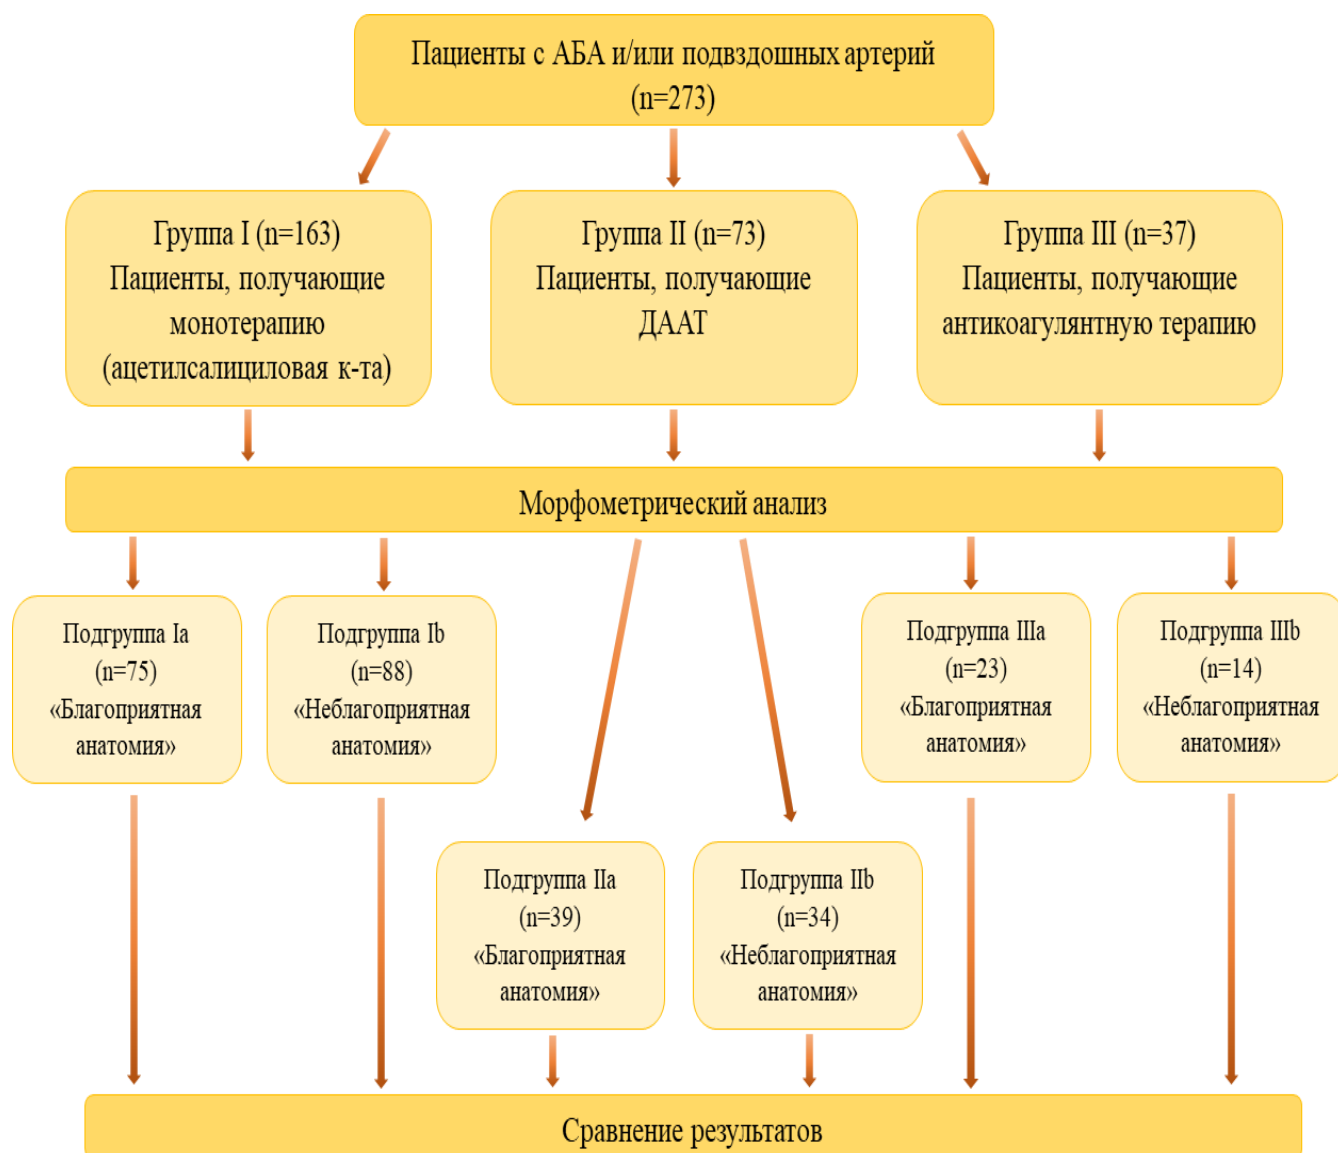 Пациенты с АБА и/или подвздошных артерий
(n=273)
Группа I (n=163)
Пациенты, получающие
монотерапию
(ацетилсалициловая к-та)
Группа II (n=73)
Пациенты, получающие
ДААТ
Группа III (n=37)
Пациенты, получающие
антикоагулянтную терапию
Морфометрический анализ
Подгруппа Ia
(n=75)
«Благоприятная
анатомия»
Подгруппа Ib
(n=88)
«Неблагоприятная
анатомия»
Подгруппа IIa
(n=39)
«Благоприятная
анатомия»
Подгруппа IIb
(n=34)
«Неблагоприятная
анатомия»
Подгруппа IIIa
(n=23)
«Благоприятная
анатомия»
Подгруппа IIIb
(n=14)
«Неблагоприятная
анатомия»
Сравнение результатов